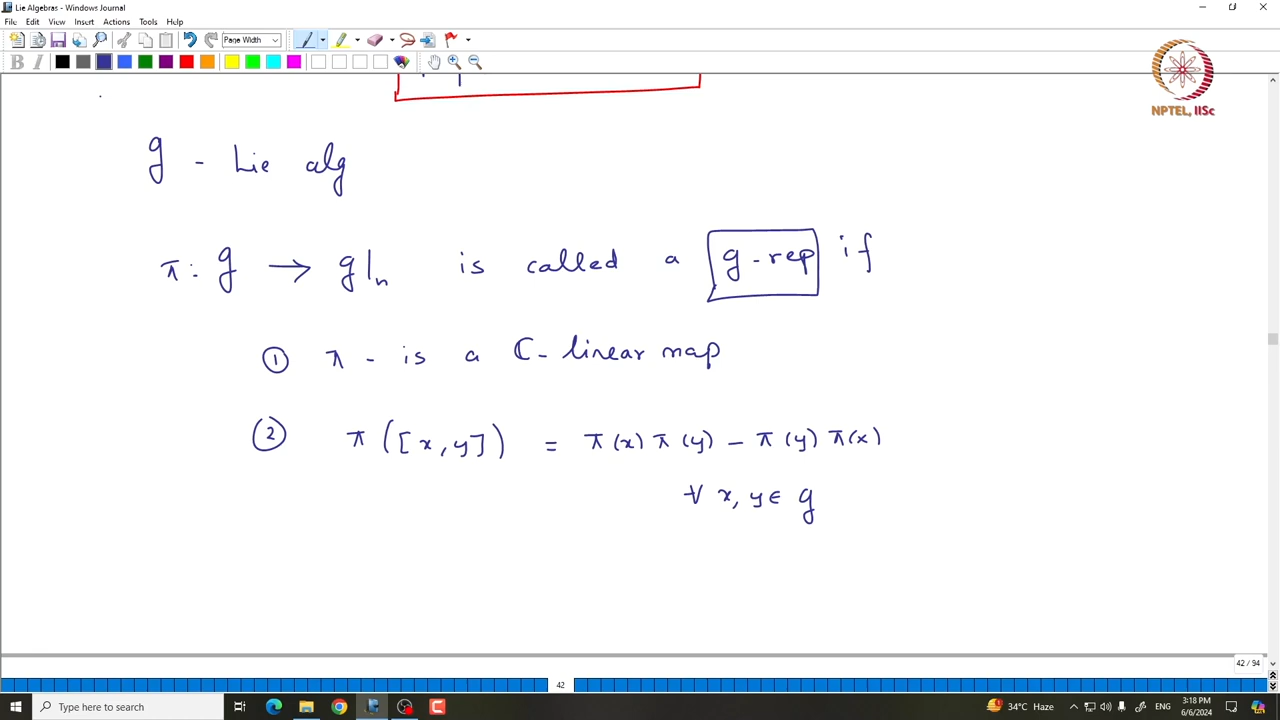 Lie Algebras - Windows Journal
File Edit View Insert Actions Tools Help
Page Width
B I
NPTEL, IISc
g - Lie alg
π: g → gl_n is called a g-rep if
① π - is a ℂ-linear map
② π([x, y]) = π(x) π(y) - π(y) π(x)
∀ x, y ∈ g
42 / 94
42
Type here to search
34°C Haze
ENG
3:18 PM
6/6/2024